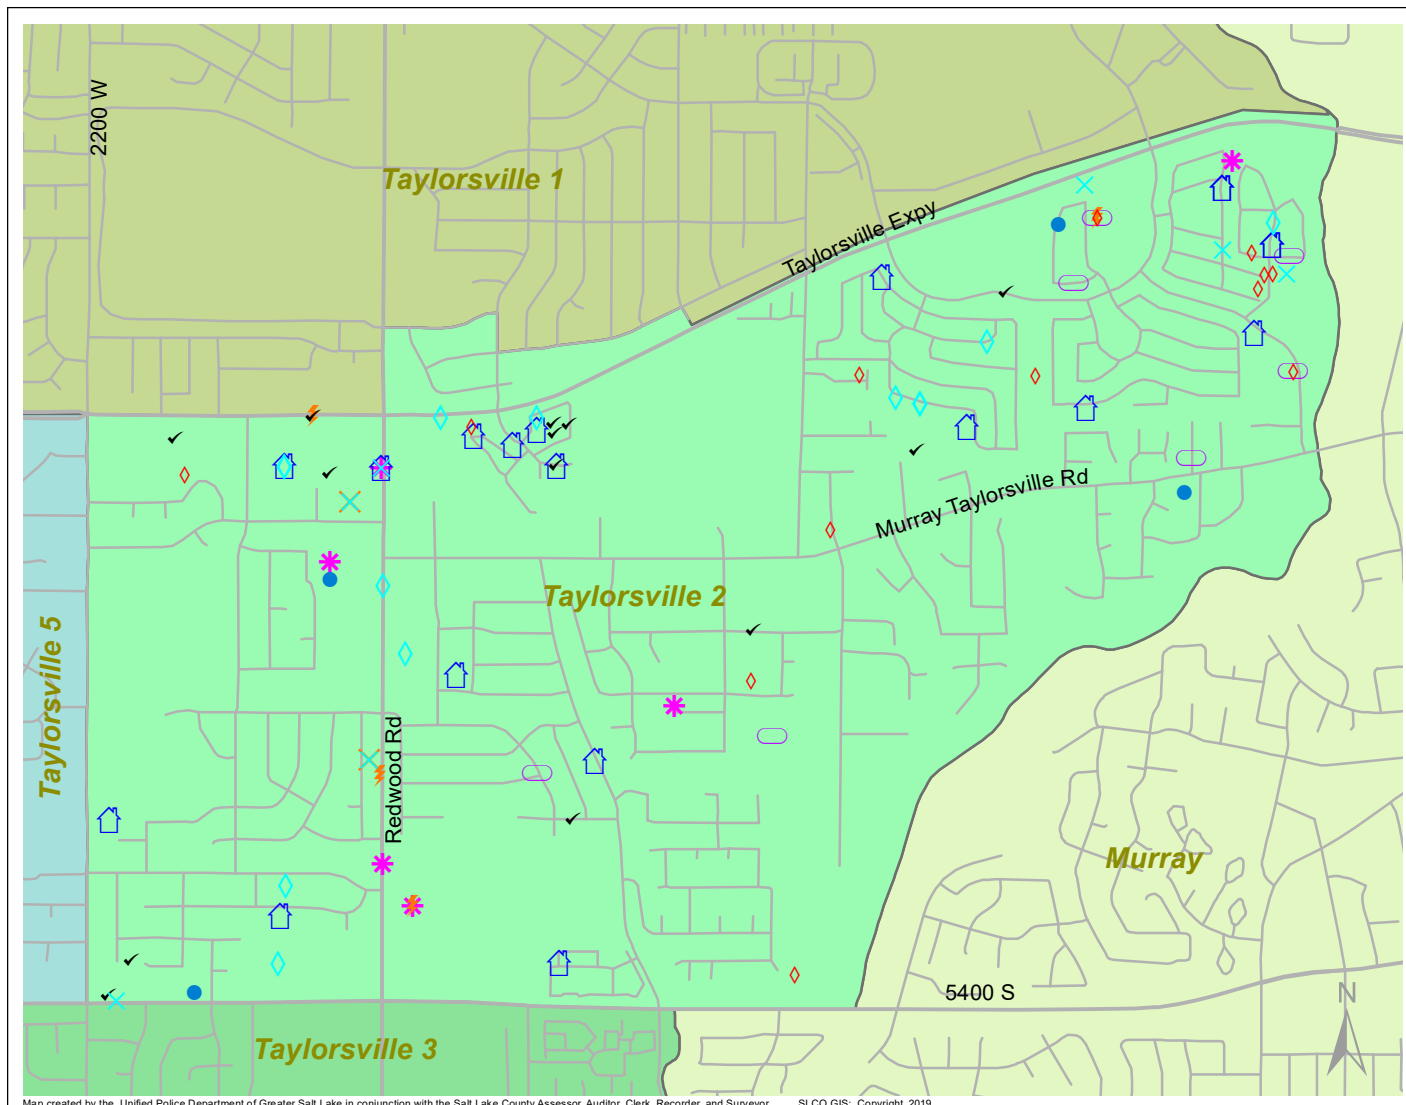 2200 W
Taylorsville 1
Taylorsville Expy
Murray Taylorsville Rd
Taylorsville 2
Taylorsville 5
Redwood Rd
Murray
5400 S
N
Taylorsville 3
Map created by the Unified Police Department of Greater Salt Lake in conjunction with the Salt Lake County Assessor, Auditor, Clerk, Recorder, and Surveyor. SLCO GIS: Copyright, 2019